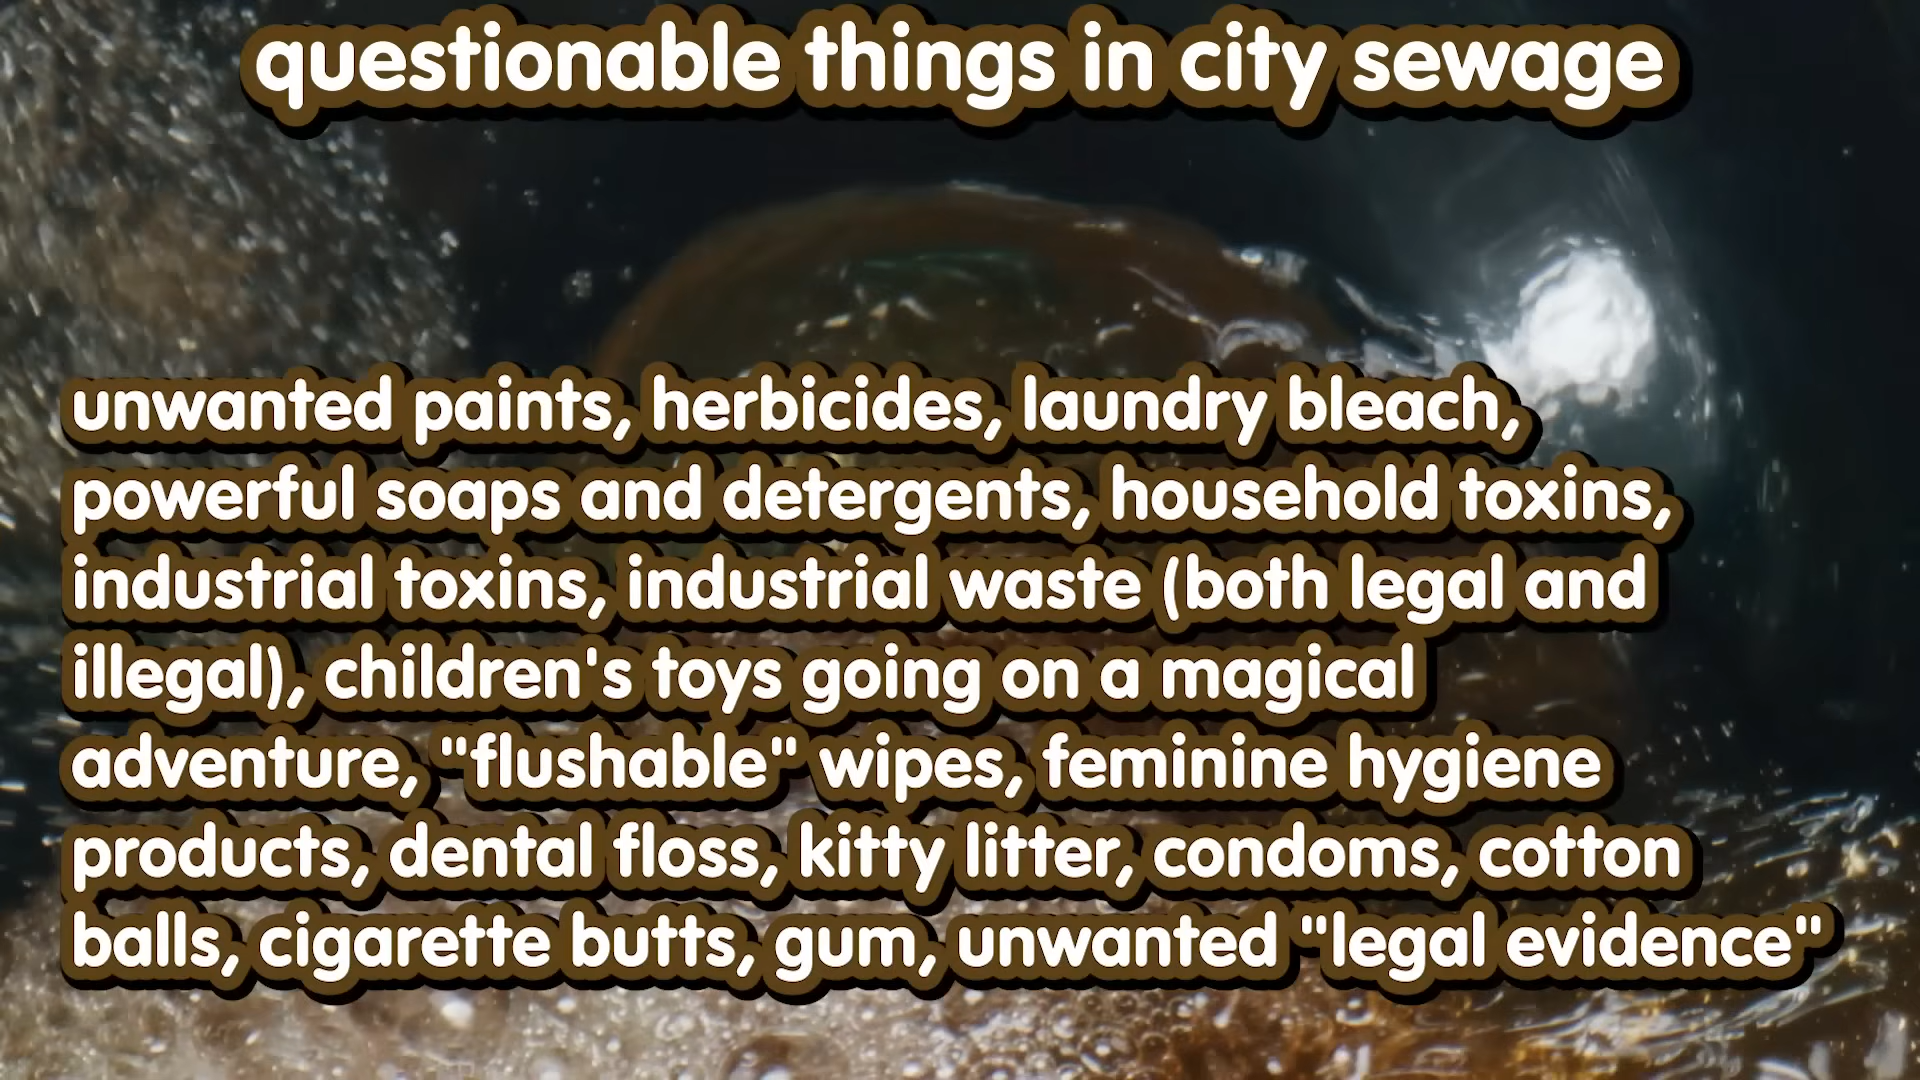 questionable things in city sewage
unwanted paints, herbicides, laundry bleach,
powerful soaps and detergents, household toxins,
industrial toxins, industrial waste (both legal and
illegal), children's toys going on a magical
adventure, "flushable" wipes, feminine hygiene
products, dental floss, kitty litter, condoms, cotton
balls, cigarette butts, gum, unwanted "legal evidence"